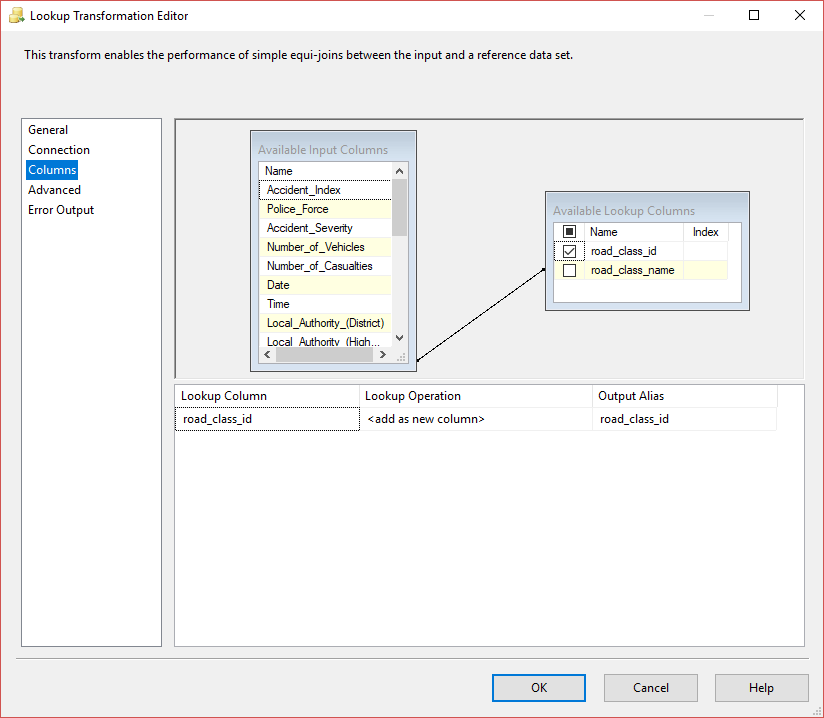 Lookup Transformation Editor
This transform enables the performance of simple equi-joins between the input and a reference data set.
General
Connection
Columns
Advanced
Error Output
Available Input Columns
Name
Accident_Index
Police_Force
Accident_Severity
Number_of_Vehicles
Number_of_Casualties
Date
Time
Local_Authority_(District)
Local_Authority_(High...
Available Lookup Columns
Name Index
road_class_id
road_class_name
Lookup Column Lookup Operation Output Alias
road_class_id <add as new column> road_class_id
OK Cancel Help